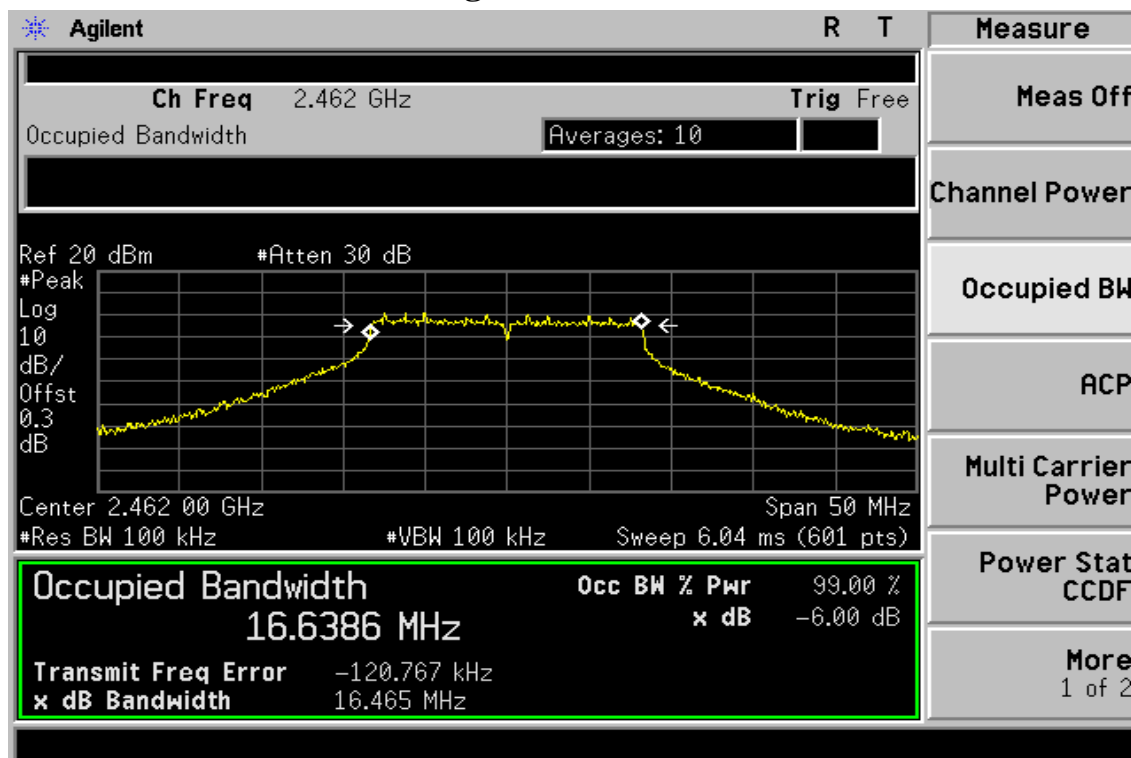 Agilent R T
Measure
Ch Freq 2.462 GHz Trig Free
Meas Off
Occupied Bandwidth Averages: 10
Channel Power
Ref 20 dBm #Atten 30 dB
#Peak
Log
10
dB/
Offst
0.3
dB
Occupied BW
ACP
Center 2.462 00 GHz Span 50 MHz
#Res BW 100 kHz #VBW 100 kHz Sweep 6.04 ms (601 pts)
Multi Carrier
Power
Occupied Bandwidth Occ BW % Pwr 99.00 %
16.6386 MHz x dB -6.00 dB
Transmit Freq Error -120.767 kHz
x dB Bandwidth 16.465 MHz
Power Stat
CCDF
More
1 of 2